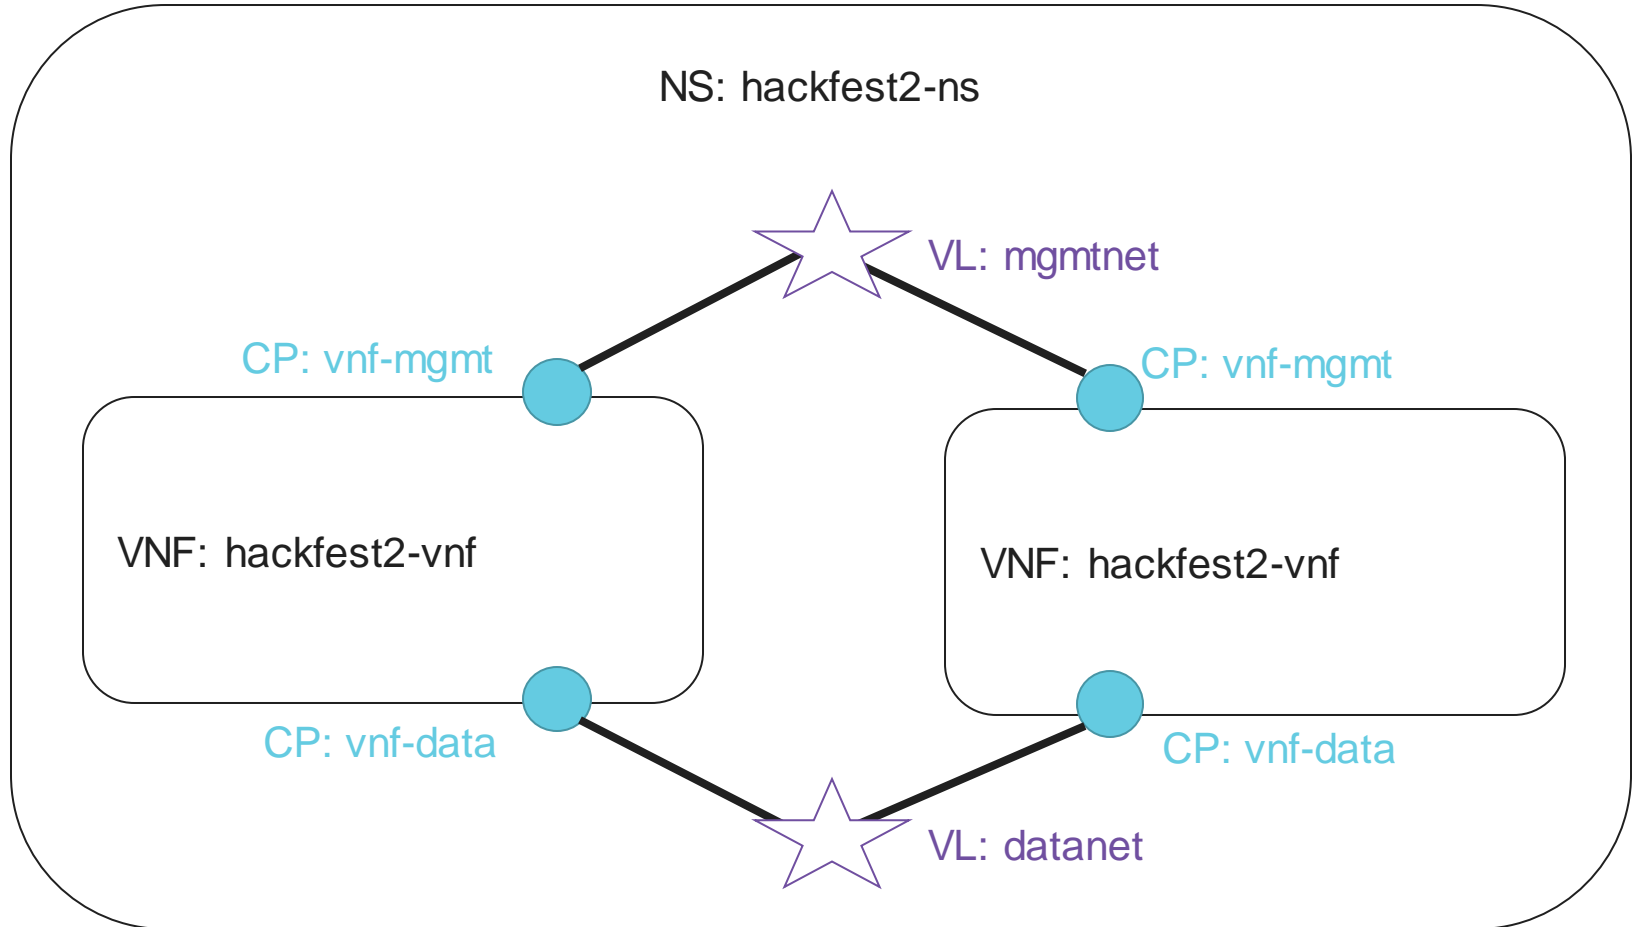 NS: hackfest2-ns
VL: mgmtnet
CP: vnf-mgmt
CP: vnf-mgmt
VNF: hackfest2-vnf
VNF: hackfest2-vnf
CP: vnf-data
CP: vnf-data
VL: datanet